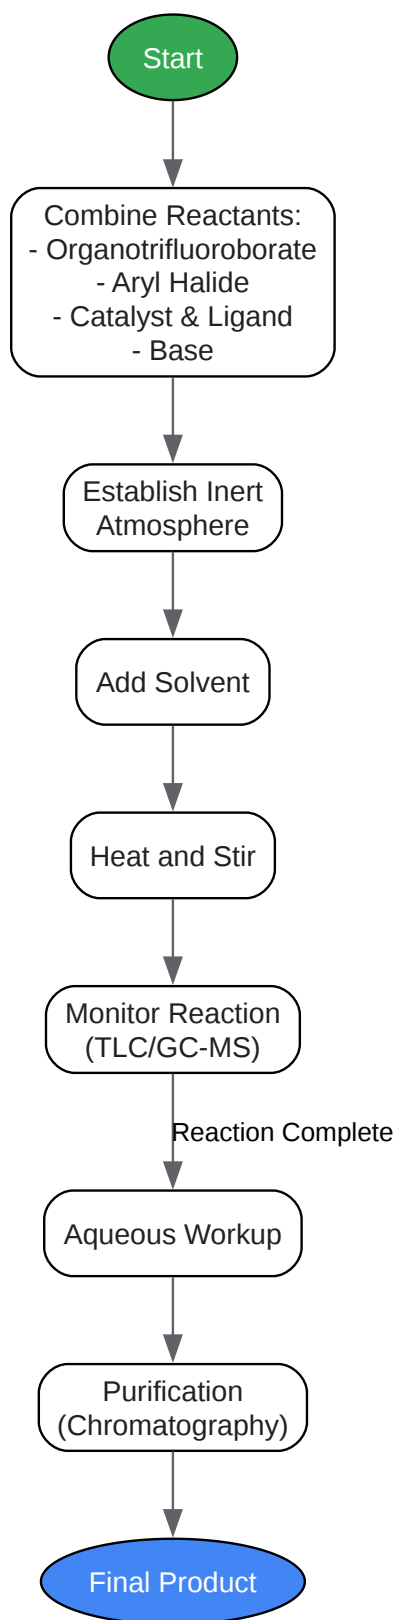 Start
Combine Reactants:
- Organotrifluoroborate
- Aryl Halide
- Catalyst & Ligand
- Base
Establish Inert
Atmosphere
Add Solvent
Heat and Stir
Monitor Reaction
(TLC/GC-MS)
Reaction Complete
Aqueous Workup
Purification
(Chromatography)
Final Product